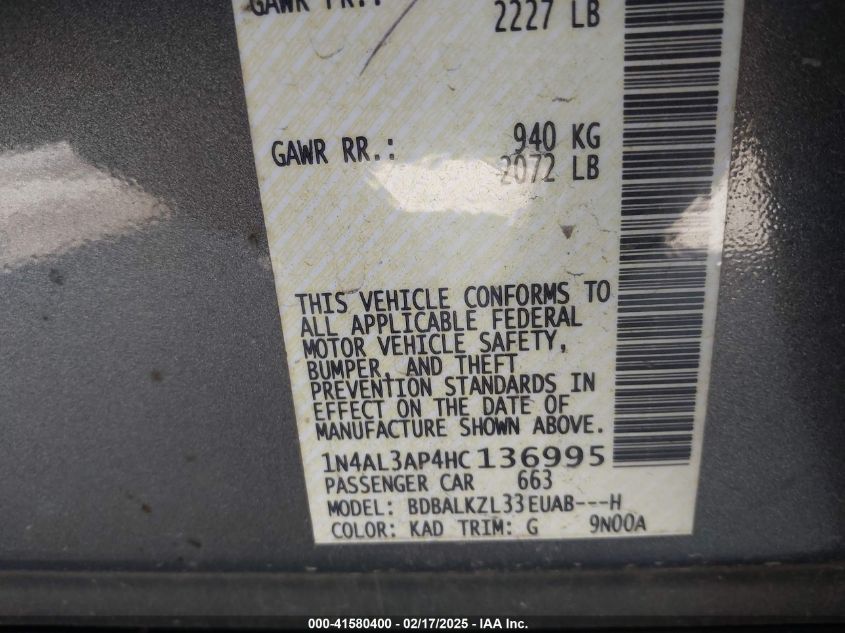 GAWR FR.:
2227 LB
GAWR RR.: 940 KG
2072 LB
THIS VEHICLE CONFORMS TO
ALL APPLICABLE FEDERAL
MOTOR VEHICLE SAFETY,
BUMPER, AND THEFT
PREVENTION STANDARDS IN
EFFECT ON THE DATE OF
MANUFACTURE SHOWN ABOVE.
1N4AL3AP4HC136995
PASSENGER CAR 663
MODEL: BDBALKZL33EUAB---H
COLOR: KAD TRIM: G 9N00A
000-41580400 - 02/17/2025 - IAA Inc.